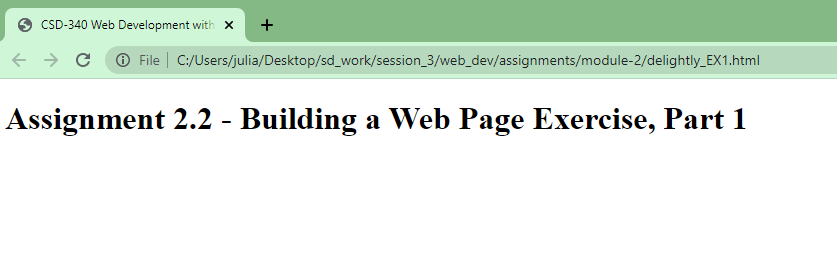 CSD-340 Web Development with
File
C:/Users/julia/Desktop/sd_work/session_3/web_dev/assignments/module-2/delightly_EX1.html
Assignment 2.2 - Building a Web Page Exercise, Part 1